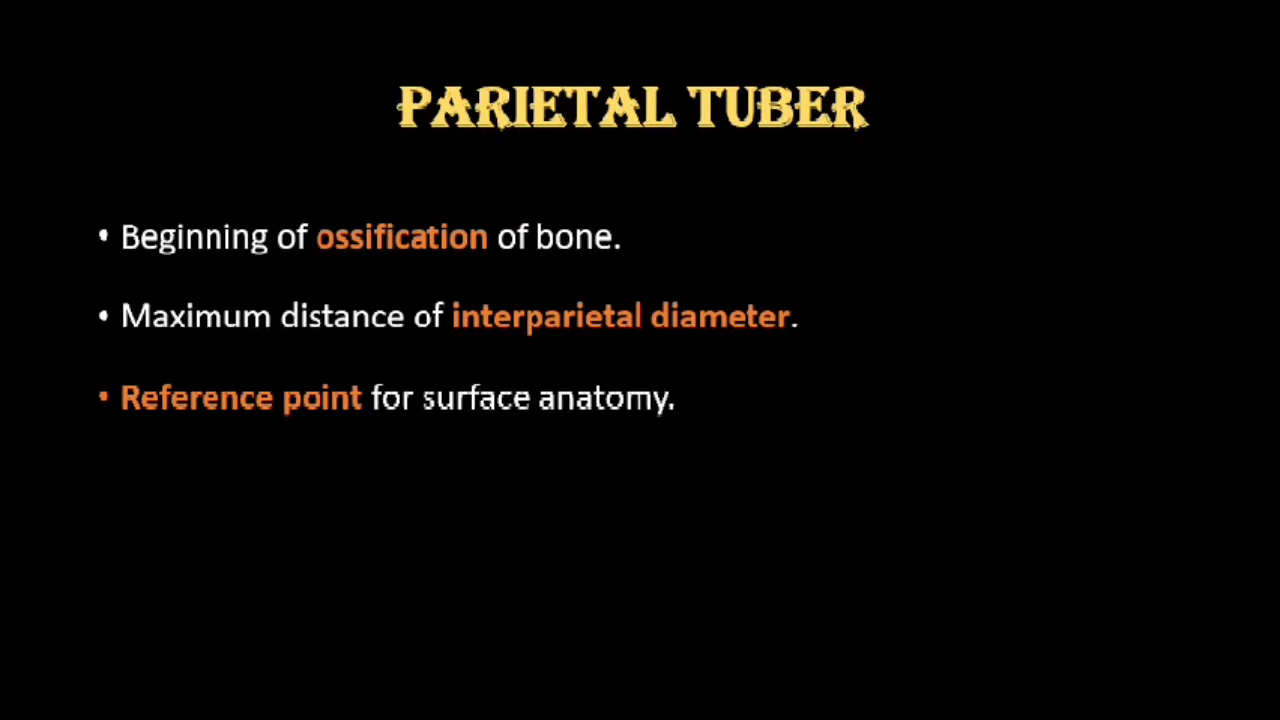 PARIETAL TUBER
• Beginning of ossification of bone.
• Maximum distance of interparietal diameter.
• Reference point for surface anatomy.